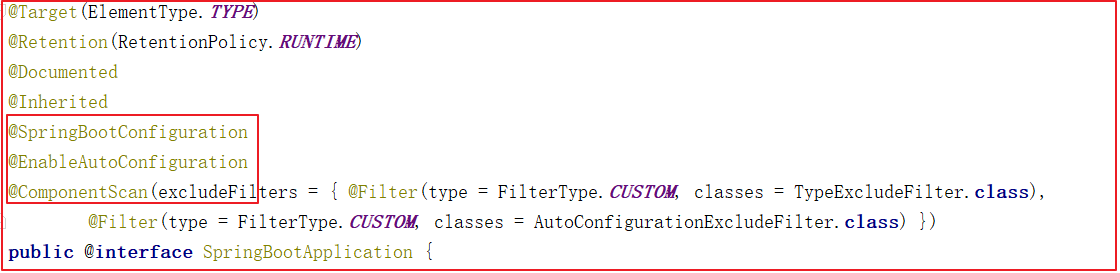 @Target(ElementType.TYPE)
@Retention(RetentionPolicy.RUNTIME)
@Documented
@Inherited
@SpringBootConfiguration
@EnableAutoConfiguration
@ComponentScan(excludeFilters = { @Filter(type = FilterType.CUSTOM, classes = TypeExcludeFilter.class),
        @Filter(type = FilterType.CUSTOM, classes = AutoConfigurationExcludeFilter.class) })
public @interface SpringBootApplication {